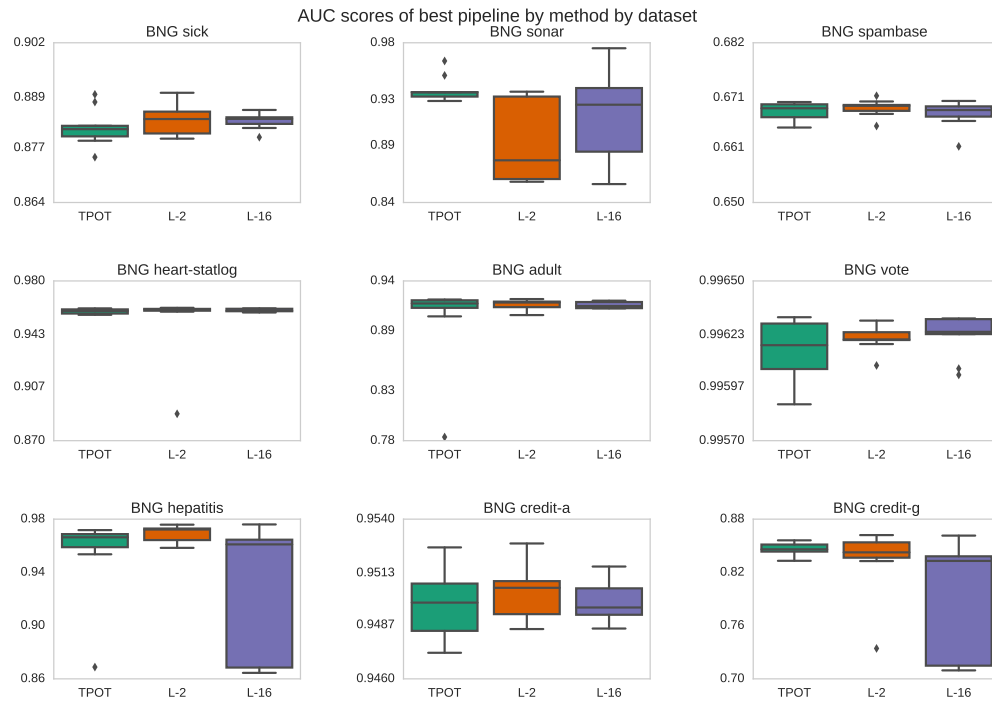 AUC scores of best pipeline by method by dataset
BNG sick
0.902
0.889
0.877
0.864
TPOT L-2 L-16
BNG sonar
0.98
0.93
0.89
0.84
TPOT L-2 L-16
BNG spambase
0.682
0.671
0.661
0.650
TPOT L-2 L-16
BNG heart-statlog
0.980
0.943
0.907
0.870
TPOT L-2 L-16
BNG adult
0.94
0.89
0.83
0.78
TPOT L-2 L-16
BNG vote
0.99650
0.99623
0.99597
0.99570
TPOT L-2 L-16
BNG hepatitis
0.98
0.94
0.90
0.86
TPOT L-2 L-16
BNG credit-a
0.9540
0.9513
0.9487
0.9460
TPOT L-2 L-16
BNG credit-g
0.88
0.82
0.76
0.70
TPOT L-2 L-16